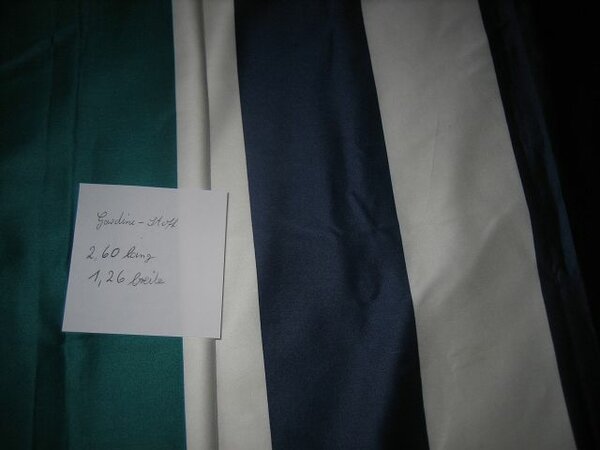 Gardine - Stoff
2,60 lang
1,26 breite